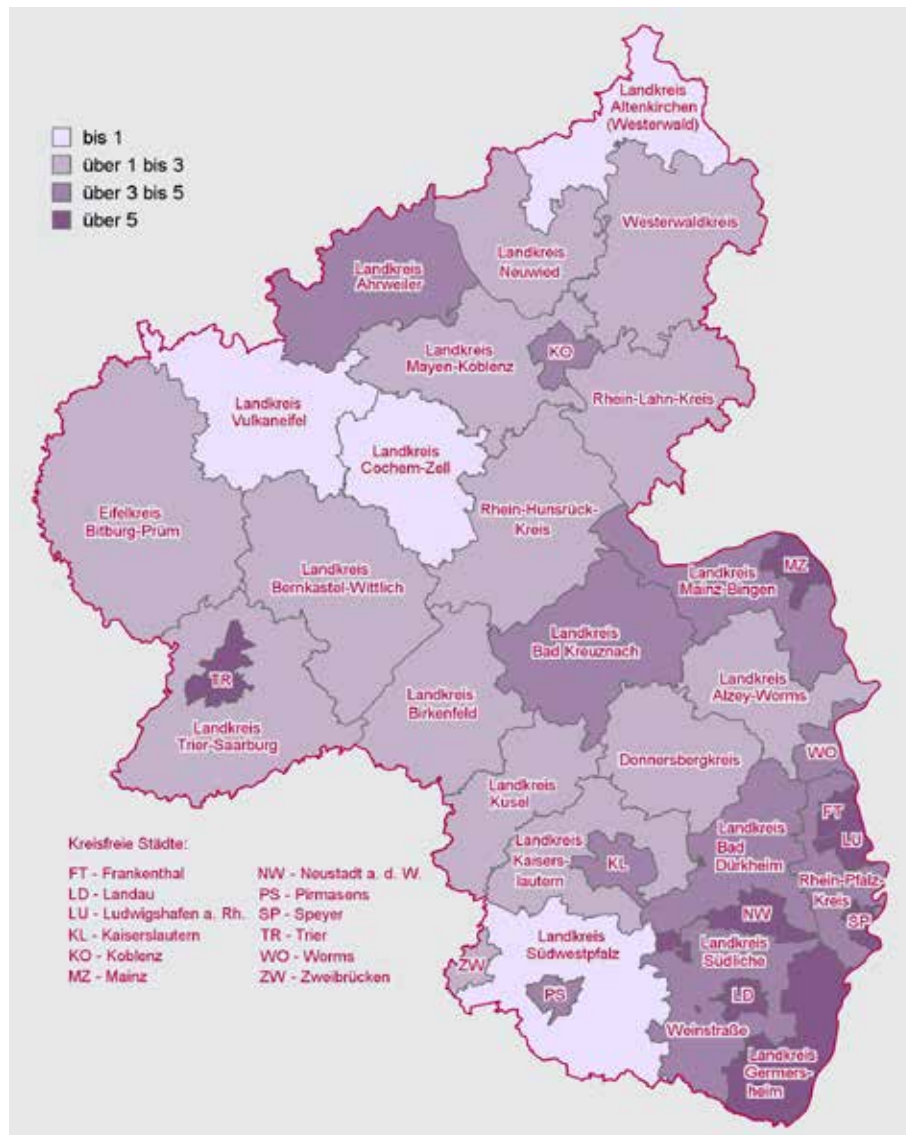 bis 1
über 1 bis 3
über 3 bis 5
über 5
Landkreis
Altenkirchen
(Westerwald)
Westerwaldkreis
Landkreis
Neuwied
Landkreis
Ahrweiler
Landkreis
Mayen-Koblenz
KO
Rhein-Lahn-Kreis
Landkreis
Vulkaneifel
Landkreis
Cochem-Zell
Eifelkreis
Bitburg-Prüm
Rhein-Hunsrück-
Kreis
Landkreis
Bernkastel-Wittlich
Landkreis
Mainz-Bingen
MZ
Landkreis
Bad Kreuznach
Landkreis
Alzey-Worms
TR
Landkreis
Trier-Saarburg
Landkreis
Birkenfeld
Donnersbergkreis
WO
Landkreis
Kusel
Landkreis
Kaisers-
lautern
KL
Landkreis
Bad
Dürkheim
FT
LU
Rhein-Pfalz-
Kreis
NW
SP
Landkreis
Südwestpfalz
ZW
PS
Landkreis
Südliche
Weinstraße
LD
Landkreis
Germers-
heim
Kreisfreie Städte:
FT - Frankenthal
LD - Landau
LU - Ludwigshafen a. Rh.
KL - Kaiserslautern
KO - Koblenz
MZ - Mainz
NW - Neustadt a. d. W.
PS - Pirmasens
SP - Speyer
TR - Trier
WO - Worms
ZW - Zweibrücken